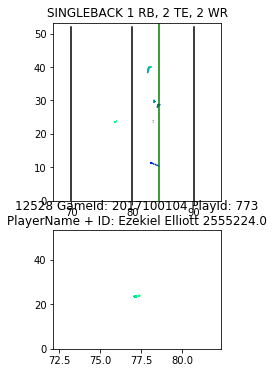 SINGLEBACK 1 RB, 2 TE, 2 WR
50
40
30
20
10
0
70 80 90
12528 GameId: 2017100104 PlayId: 773
PlayerName + ID: Ezekiel Elliott 2555224.0
40
20
0
72.5 75.0 77.5 80.0